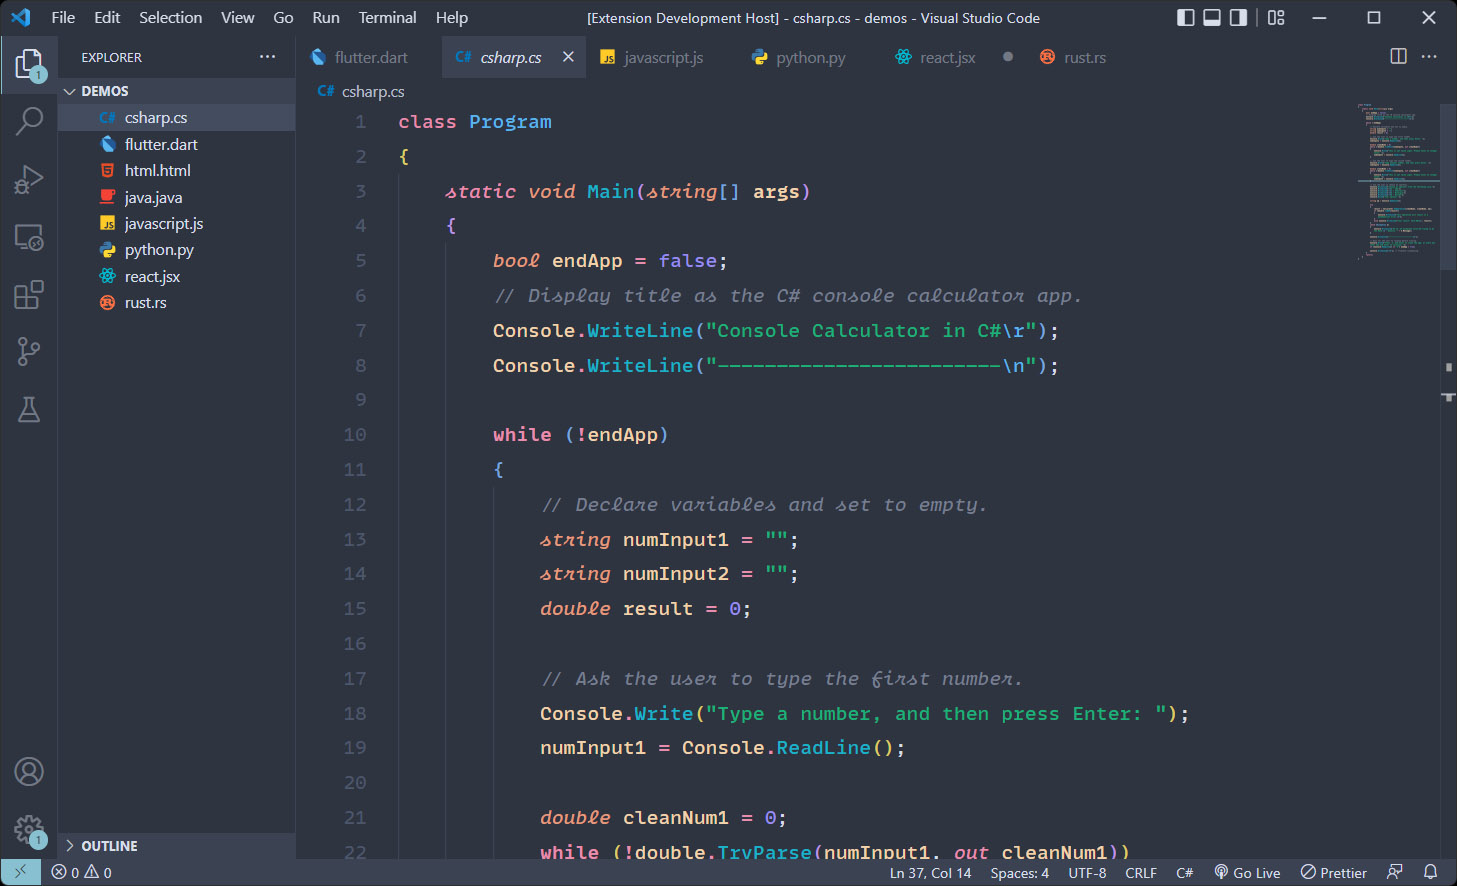 File Edit Selection View Go Run Terminal Help [Extension Development Host] - csharp.cs - demos - Visual Studio Code
1
EXPLORER
DEMOS
C# csharp.cs
flutter.dart
html.html
java.java
JS javascript.js
python.py
react.jsx
rust.rs
OUTLINE
1
flutter.dart C# csharp.cs JS javascript.js python.py react.jsx rust.rs
C# csharp.cs
1 class Program
2 {
3 static void Main(string[] args)
4 {
5 bool endApp = false;
6 // Display title as the C# console calculator app.
7 Console.WriteLine("Console Calculator in C#\r");
8 Console.WriteLine("------------------------\n");
9
10 while (!endApp)
11 {
12 // Declare variables and set to empty.
13 string numInput1 = "";
14 string numInput2 = "";
15 double result = 0;
16
17 // Ask the user to type the first number.
18 Console.Write("Type a number, and then press Enter: ");
19 numInput1 = Console.ReadLine();
20
21 double cleanNum1 = 0;
22 while (!double.TryParse(numInput1, out cleanNum1))
0 0 Ln 37, Col 14 Spaces: 4 UTF-8 CRLF C# Go Live Prettier